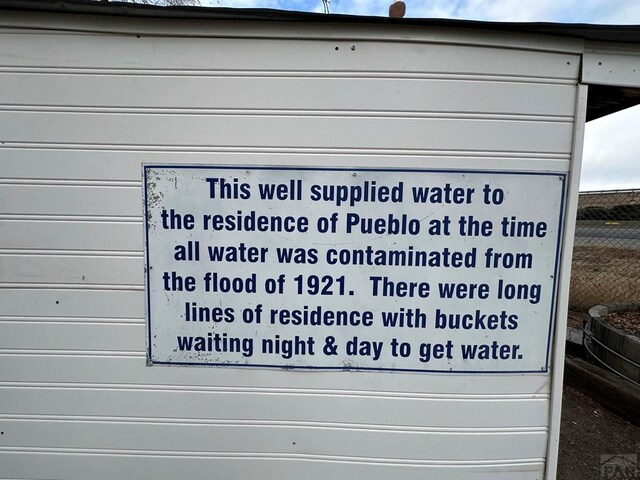 This well supplied water to
the residence of Pueblo at the time
all water was contaminated from
the flood of 1921. There were long
lines of residence with buckets
waiting night & day to get water.
PAR